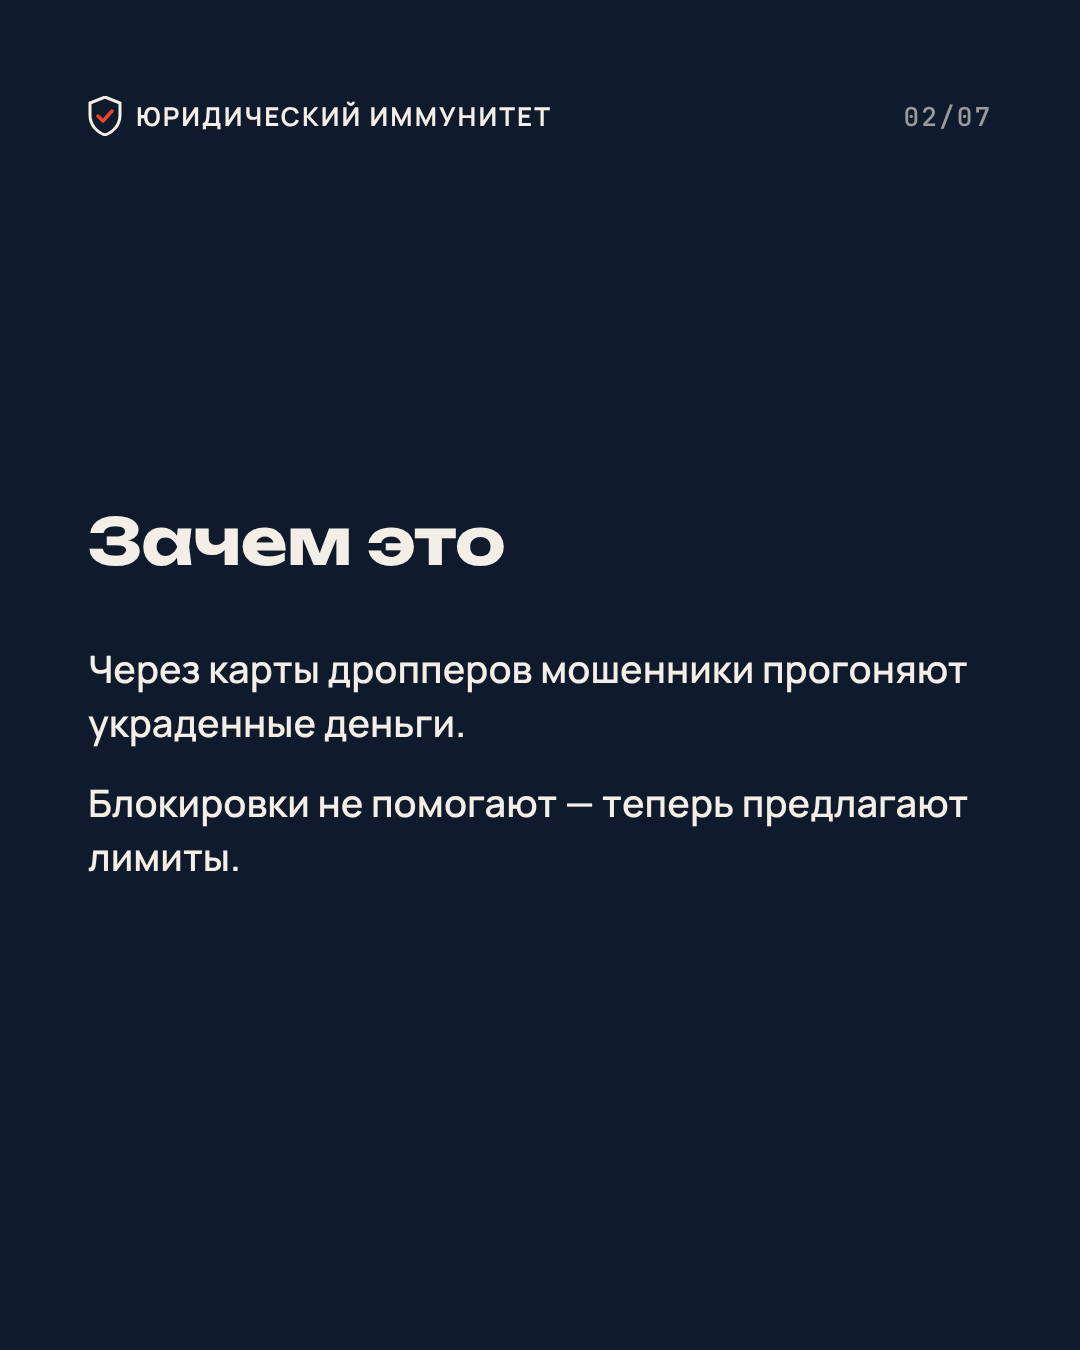 ЮРИДИЧЕСКИЙ ИММУНИТЕТ
02/07
Зачем это
Через карты дропперов мошенники прогоняют
украденные деньги.
Блокировки не помогают — теперь предлагают
лимиты.